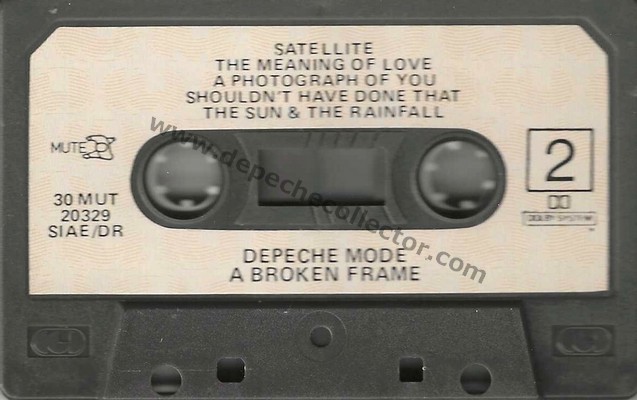 SATELLITE
THE MEANING OF LOVE
A PHOTOGRAPH OF YOU
SHOULDN'T HAVE DONE THAT
THE SUN & THE RAINFALL
MUTE
2
30 MUT
20329
SIAE/DR
DOLBY SYSTEM
TM
DEPECHE MODE
A BROKEN FRAME
www.depechecollector.com